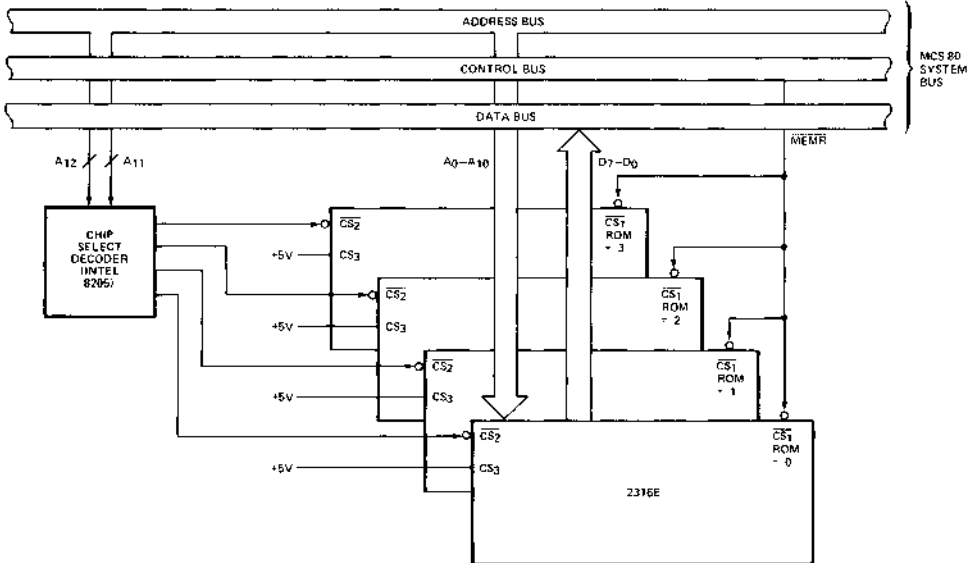 ADDRESS BUS
CONTROL BUS
DATA BUS
MCS 80
SYSTEM
BUS
MEMR
A12
A11
A0–A10
D7–D0
CHIP
SELECT
DECODER
(INTEL
8205)
CS2
CS3
+5V
CS1
ROM
= 3
CS2
CS3
+5V
CS1
ROM
= 2
CS2
CS3
+5V
CS1
ROM
= 1
CS2
CS3
+5V
CS1
ROM
= 0
2316E